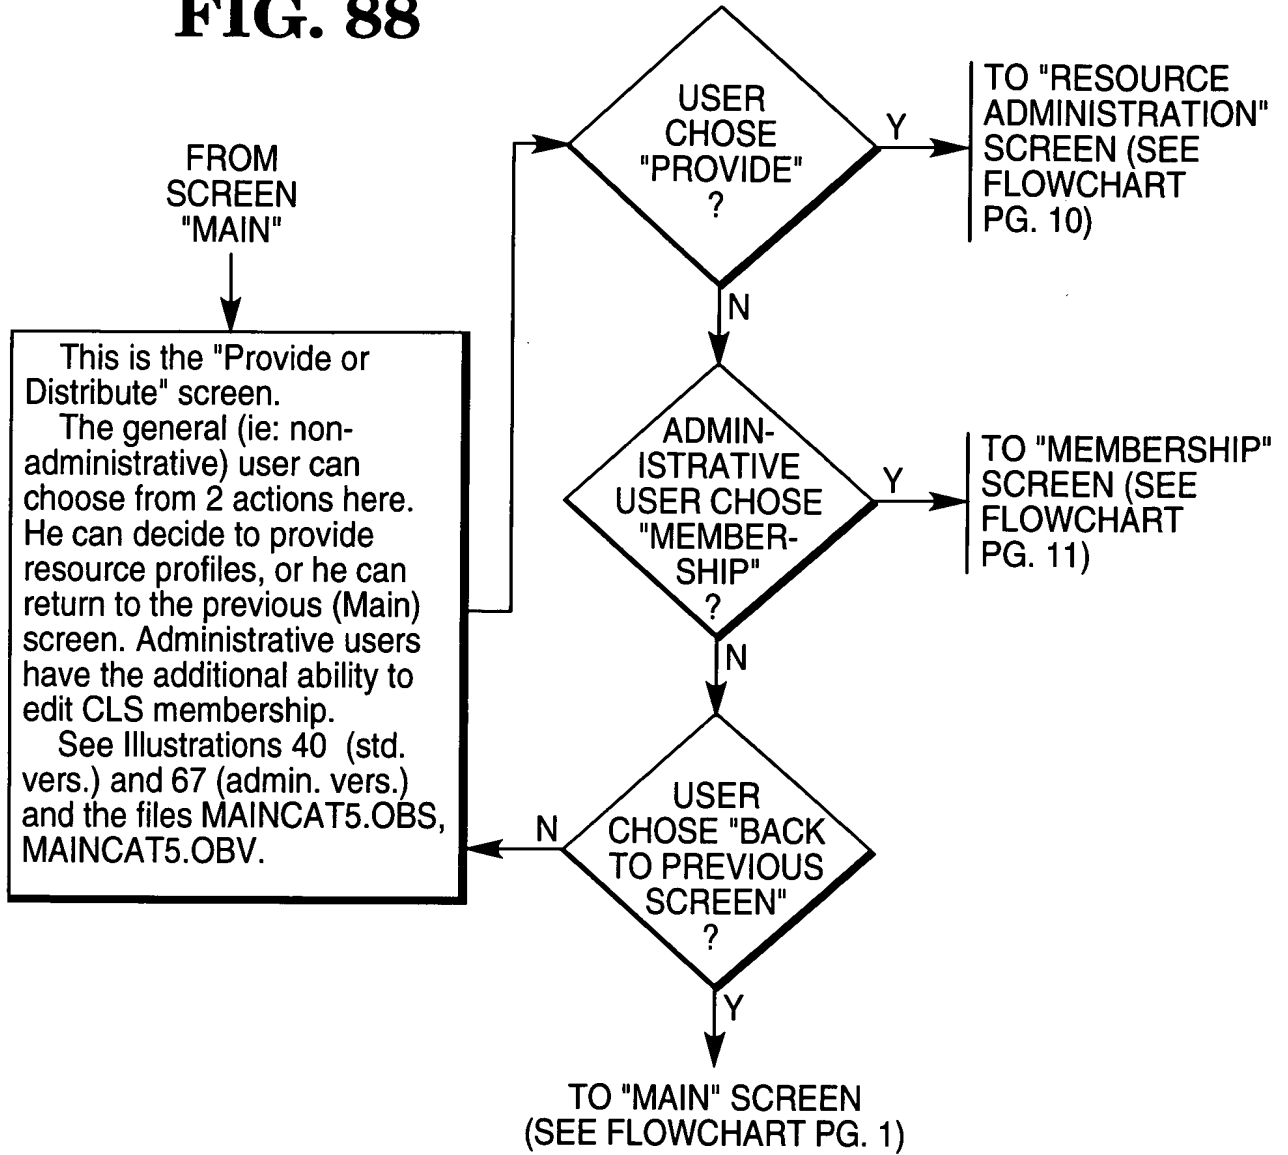 FIG. 88
FROM
SCREEN
"MAIN"
This is the "Provide or
Distribute" screen.
The general (ie: non-
administrative) user can
choose from 2 actions here.
He can decide to provide
resource profiles, or he can
return to the previous (Main)
screen. Administrative users
have the additional ability to
edit CLS membership.
See Illustrations 40 (std.
vers.) and 67 (admin. vers.)
and the files MAINCAT5.OBS,
MAINCAT5.OBV.
USER
CHOSE
"PROVIDE"
?
Y
TO "RESOURCE
ADMINISTRATION"
SCREEN (SEE
FLOWCHART
PG. 10)
N
ADMIN-
ISTRATIVE
USER CHOSE
"MEMBER-
SHIP"
?
Y
TO "MEMBERSHIP"
SCREEN (SEE
FLOWCHART
PG. 11)
N
USER
CHOSE "BACK
TO PREVIOUS
SCREEN"
?
N
Y
TO "MAIN" SCREEN
(SEE FLOWCHART PG. 1)